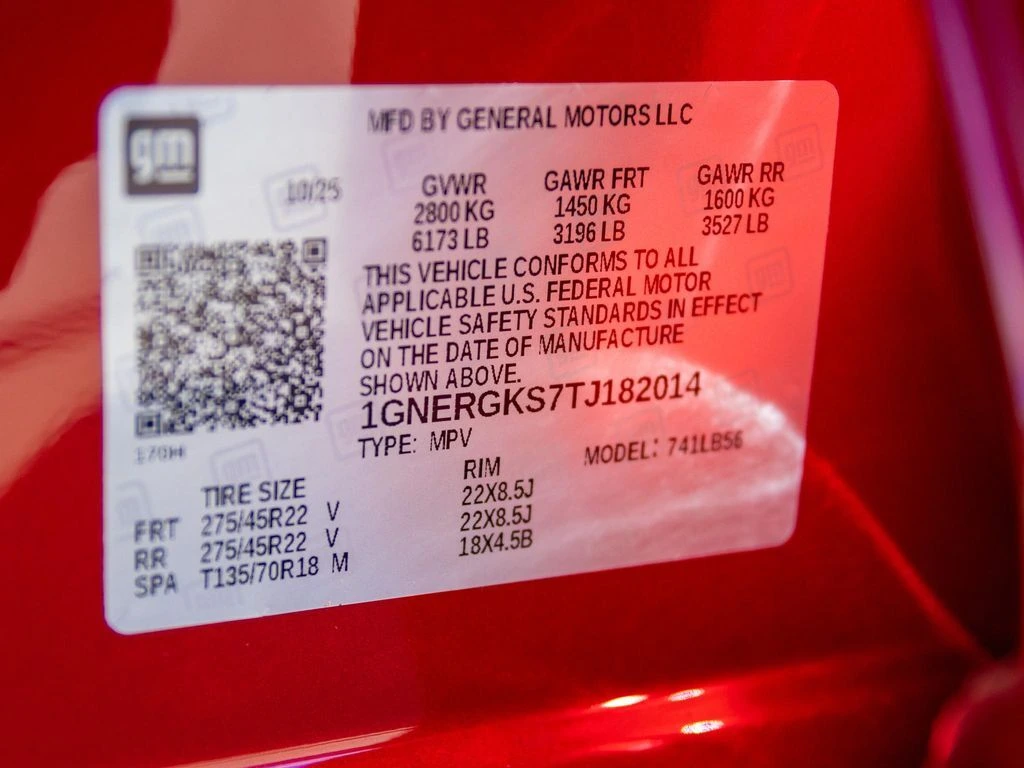 gm
MFD BY GENERAL MOTORS LLC
10/25
GVWR GAWR FRT GAWR RR
2800 KG 1450 KG 1600 KG
6173 LB 3196 LB 3527 LB
THIS VEHICLE CONFORMS TO ALL
APPLICABLE U.S. FEDERAL MOTOR
VEHICLE SAFETY STANDARDS IN EFFECT
ON THE DATE OF MANUFACTURE
SHOWN ABOVE.
1GNERGKS7TJ182014
TYPE: MPV MODEL: 741LB56
TIRE SIZE RIM
FRT 275/45R22 V 22X8.5J
RR 275/45R22 V 22X8.5J
SPA T135/70R18 M 18X4.5B